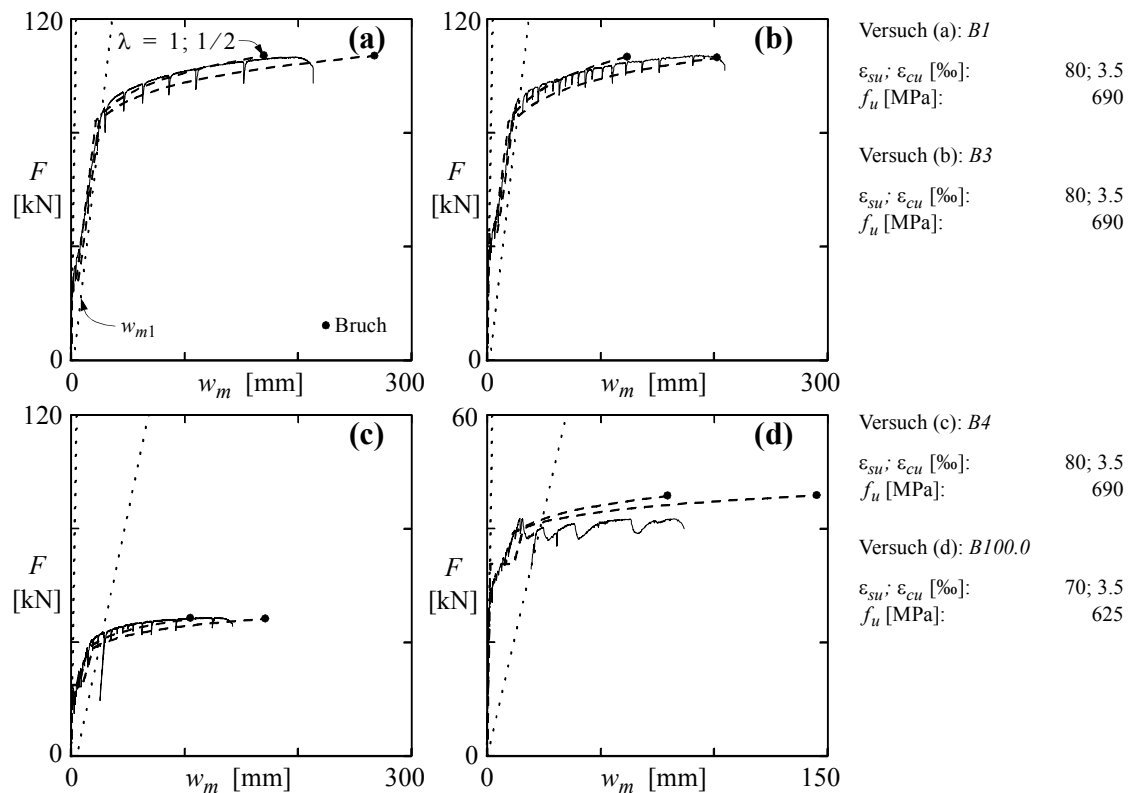 120
(a)
λ = 1; 1/2
F
[kN]
w_m1
Bruch
0
0
w_m [mm]
300
120
(b)
F
[kN]
0
0
w_m [mm]
300
Versuch (a): B1
ε_su; ε_cu [‰]: 80; 3.5
f_u [MPa]: 690
Versuch (b): B3
ε_su; ε_cu [‰]: 80; 3.5
f_u [MPa]: 690
120
(c)
F
[kN]
0
0
w_m [mm]
300
60
(d)
F
[kN]
0
0
w_m [mm]
150
Versuch (c): B4
ε_su; ε_cu [‰]: 80; 3.5
f_u [MPa]: 690
Versuch (d): B100.0
ε_su; ε_cu [‰]: 70; 3.5
f_u [MPa]: 625